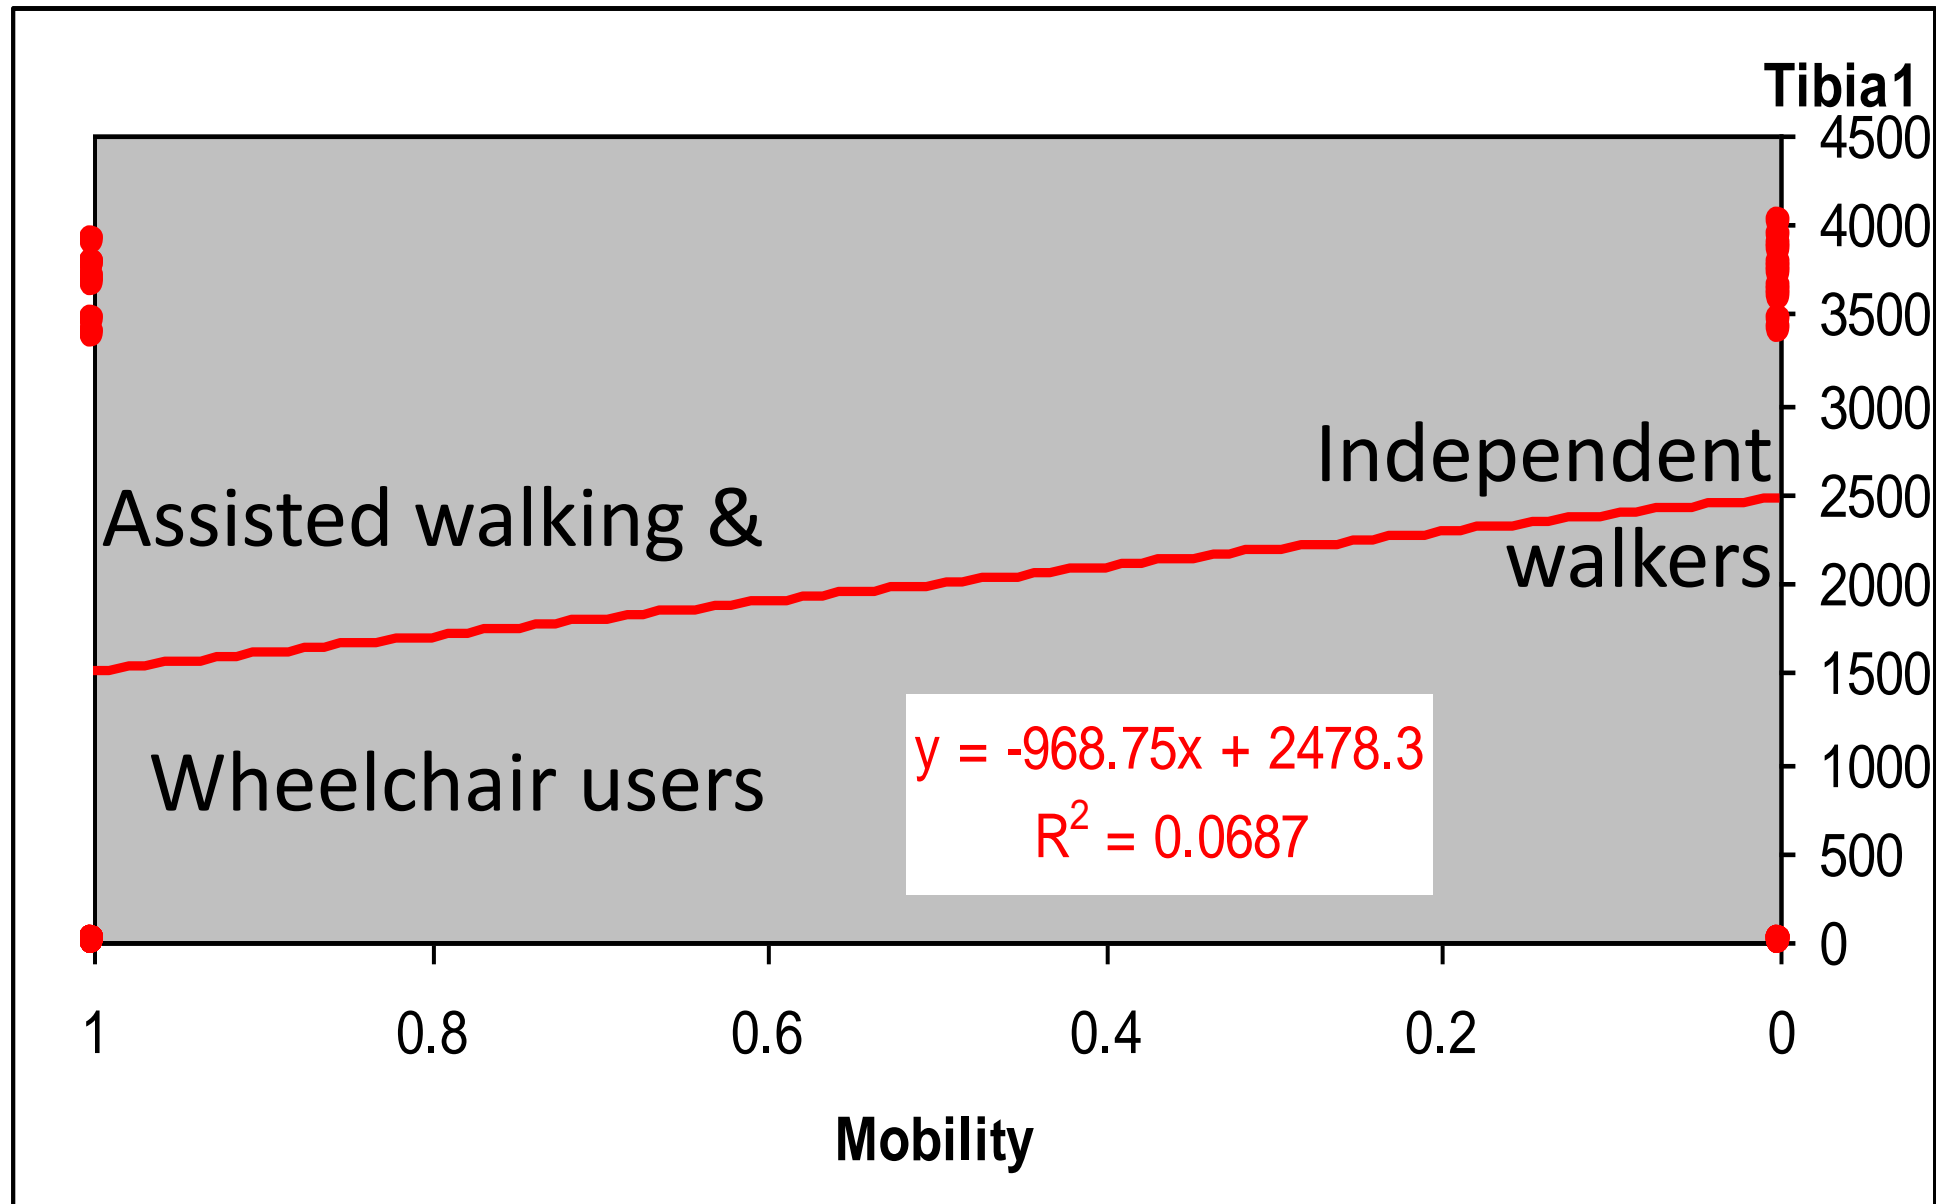 Tibia1
4500
4000
3500
3000
Independent
Assisted walking &
2500
walkers
2000
1500
y = -968.75x + 2478.3
Wheelchair users
1000
R² = 0.0687
500
0
1 0.8 0.6 0.4 0.2 0
Mobility